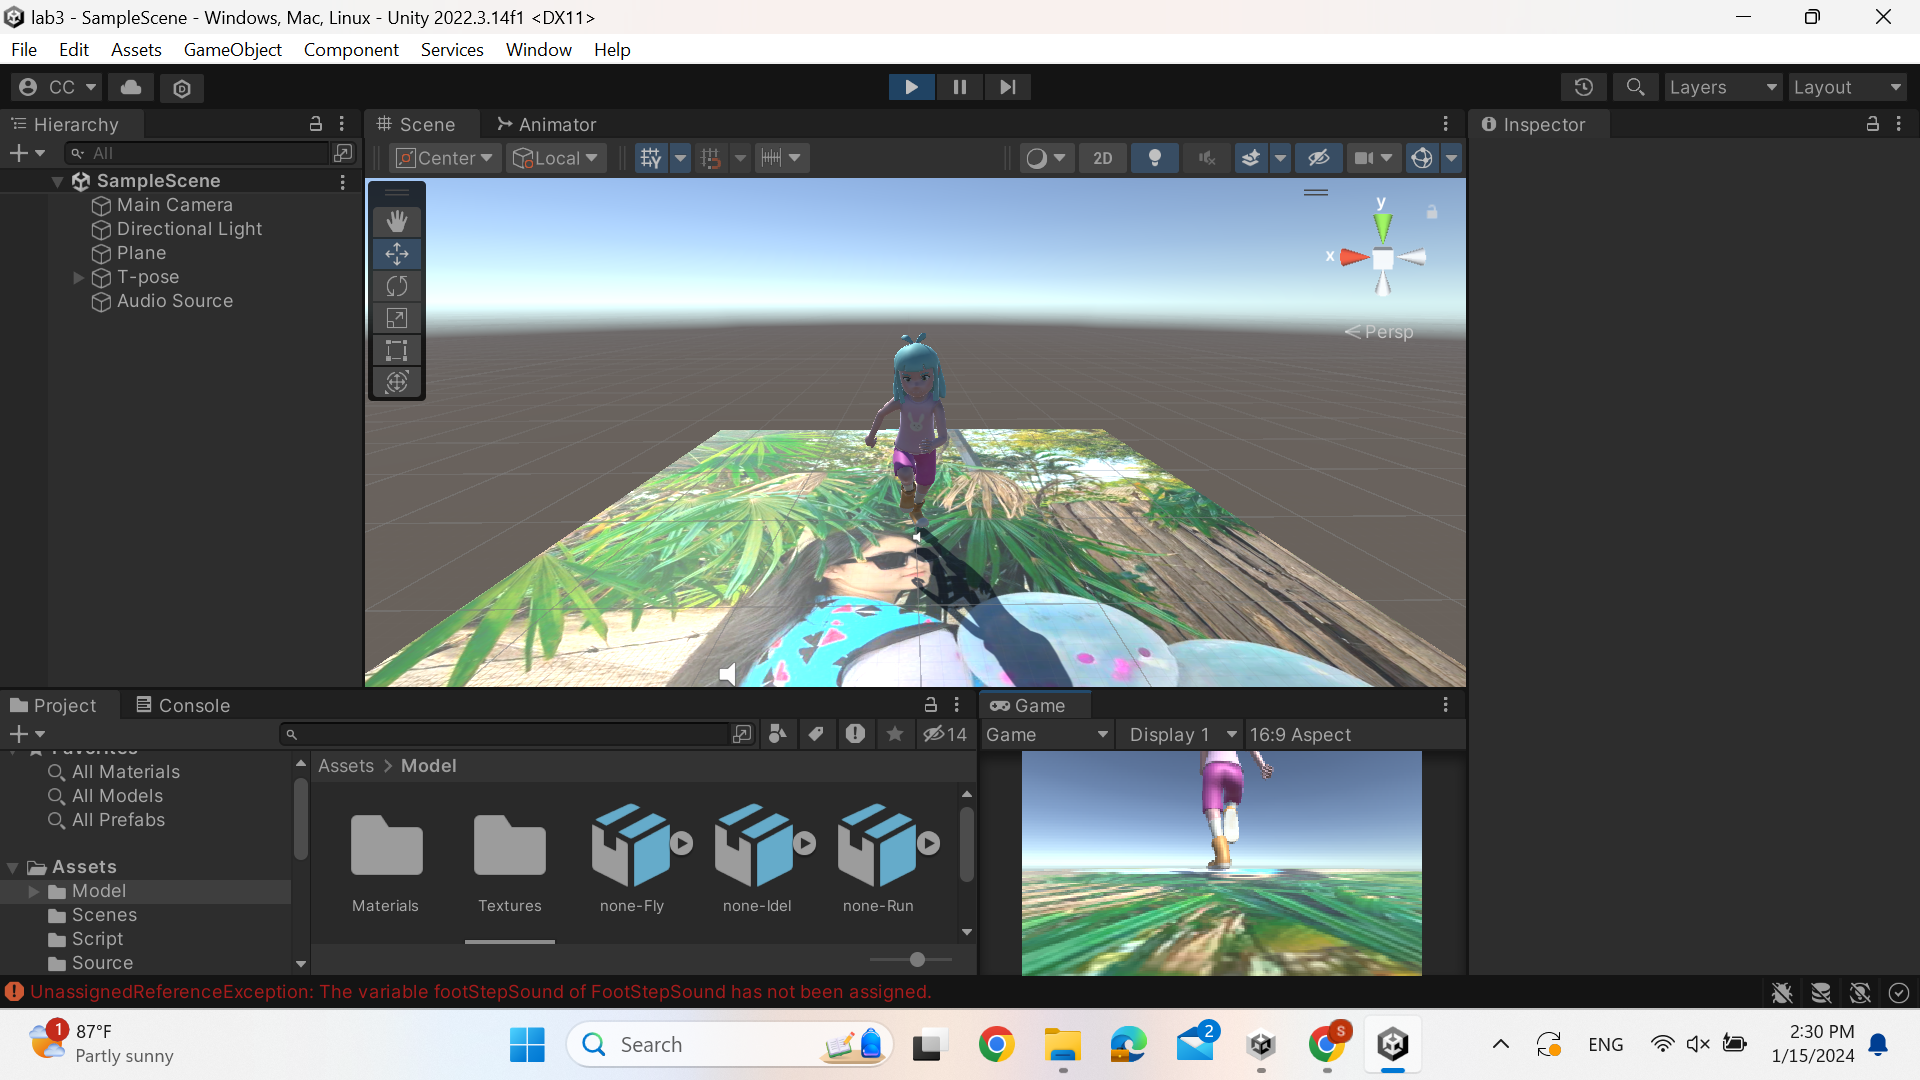 lab3 - SampleScene - Windows, Mac, Linux - Unity 2022.3.14f1 <DX11>
File Edit Assets GameObject Component Services Window Help
CC Layers Layout
Hierarchy
All
SampleScene
Main Camera
Directional Light
Plane
T-pose
Audio Source
Scene Animator
Center Local 2D
y
x
Persp
Inspector
Project Console
14
Favorites
All Materials
All Models
All Prefabs
Assets
Model
Scenes
Script
Source
Assets > Model
Materials Textures none-Fly none-Idel none-Run
Game
Game Display 1 16:9 Aspect
UnassignedReferenceException: The variable footStepSound of FootStepSound has not been assigned.
1
87°F
Partly sunny
Search
2
S
ENG
2:30 PM
1/15/2024